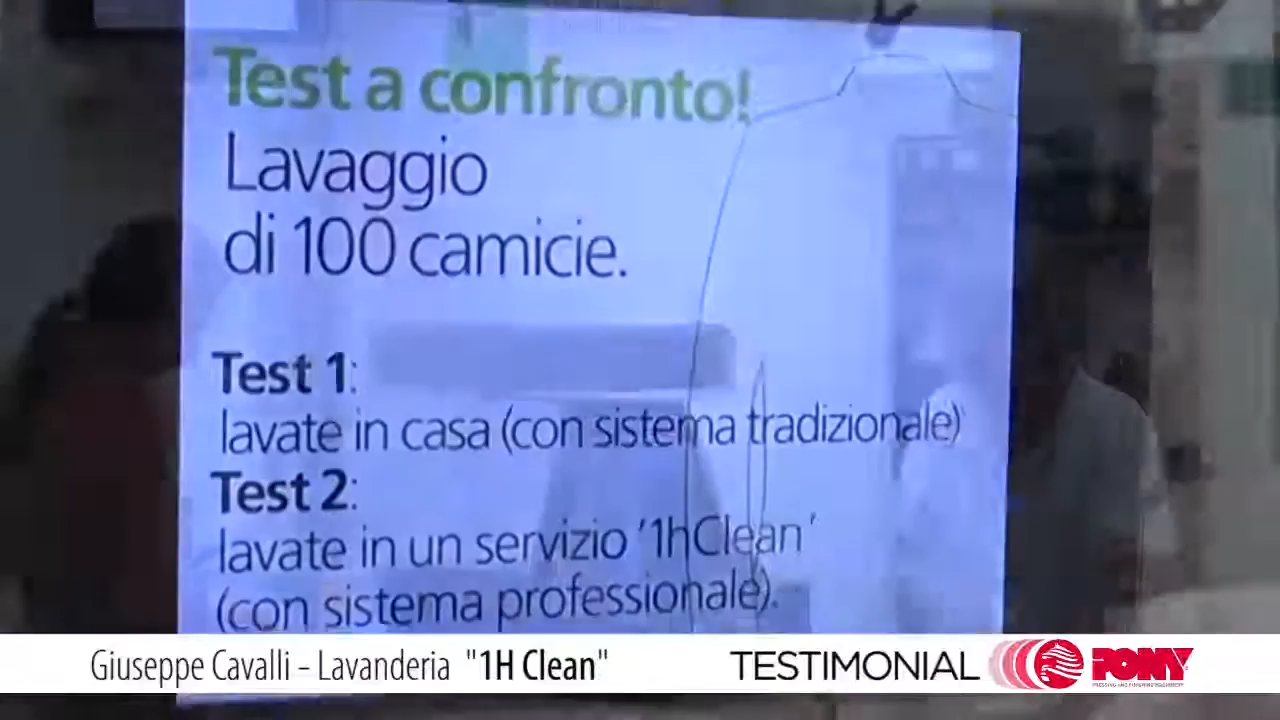 Test a confronto!
Lavaggio
di 100 camicie.
Test 1:
lavate in casa (con sistema tradizionale)
Test 2:
lavate in un servizio '1hClean'
(con sistema professionale).
Giuseppe Cavalli – Lavanderia "1H Clean"
TESTIMONIAL
PONY